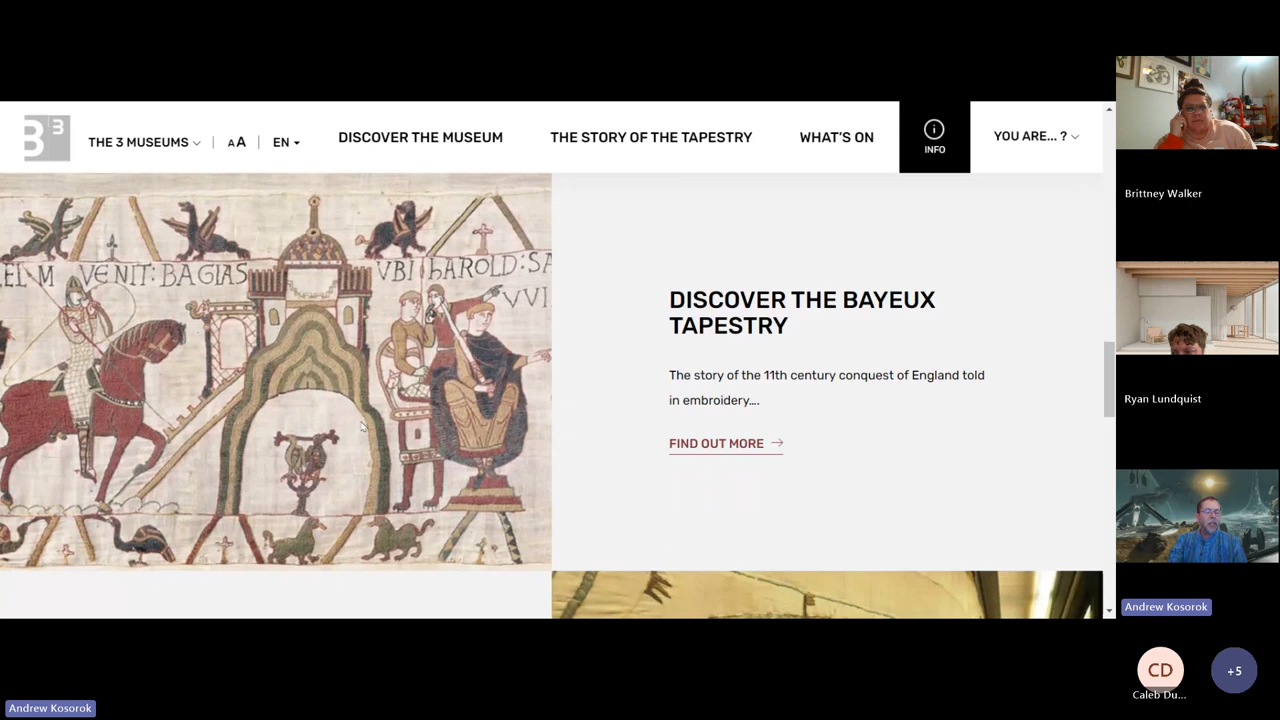 B3
THE 3 MUSEUMS
AA
EN
DISCOVER THE MUSEUM
THE STORY OF THE TAPESTRY
WHAT'S ON
INFO
YOU ARE... ?
VENIT: BAGIAS
VBI hAROLD: SA
VVI
DISCOVER THE BAYEUX
TAPESTRY
The story of the 11th century conquest of England told
in embroidery....
FIND OUT MORE
Brittney Walker
Ryan Lundquist
Andrew Kosorok
CD
Caleb Du...
+5
Andrew Kosorok